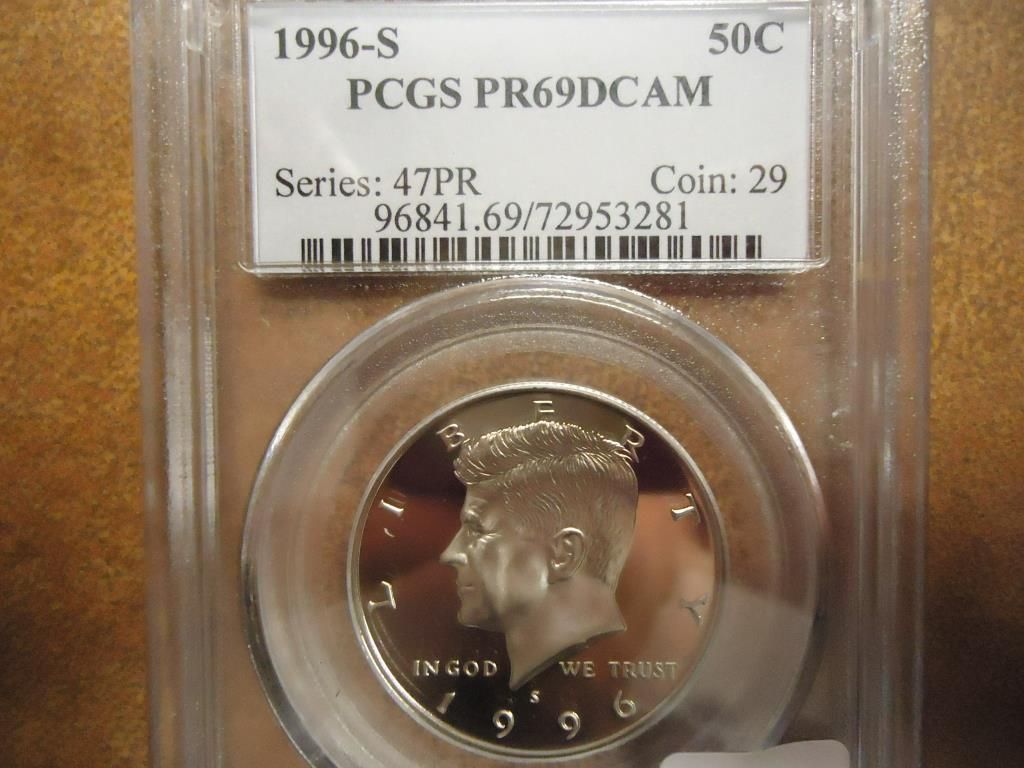 1996-S 50C
PCGS PR69DCAM
Series: 47PR Coin: 29
96841.69/72953281
LIBERTY
IN GOD WE TRUST
S
1996